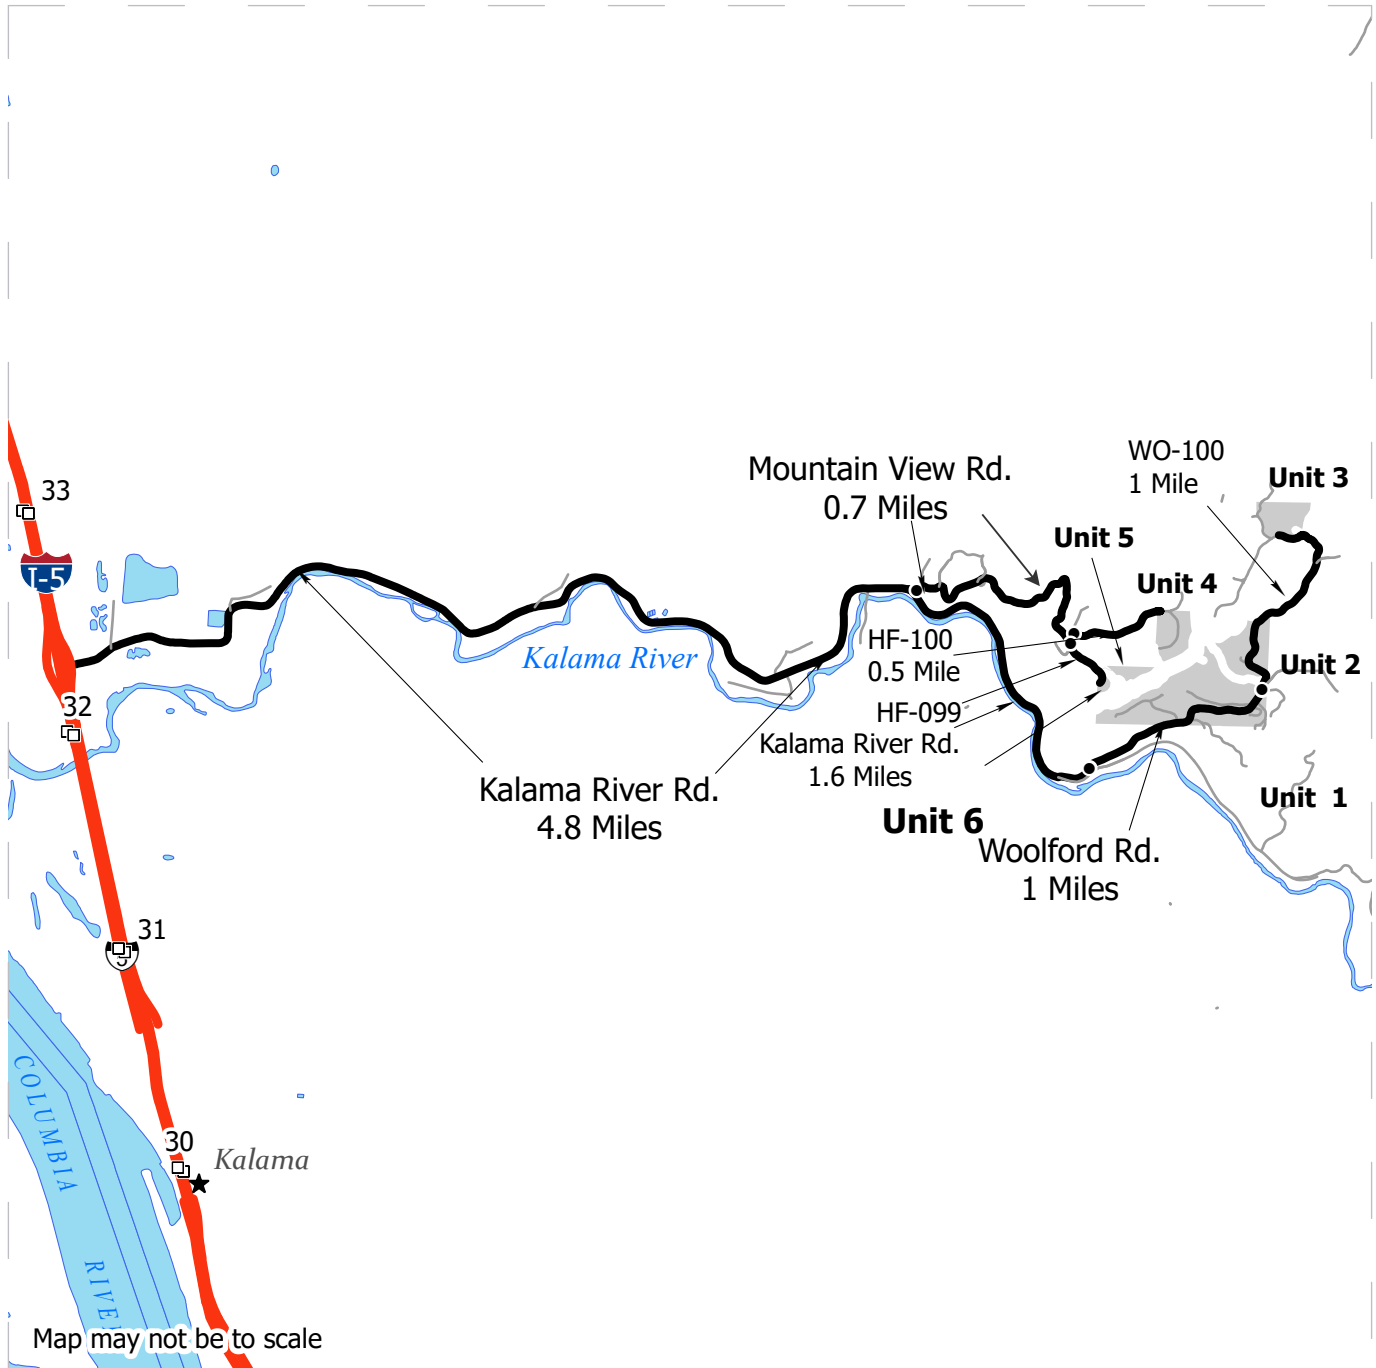 WO-100
1 Mile
Unit 3
Mountain View Rd.
0.7 Miles
33
Unit 5
I-5
Unit 4
HF-100
0.5 Mile
Kalama River
Unit 2
32
HF-099
Kalama River Rd.
1.6 Miles
Kalama River Rd.
4.8 Miles
Unit 1
Unit 6
Woolford Rd.
1 Miles
31
5
30
Kalama
COLUMBIA
RIVER
Map may not be to scale